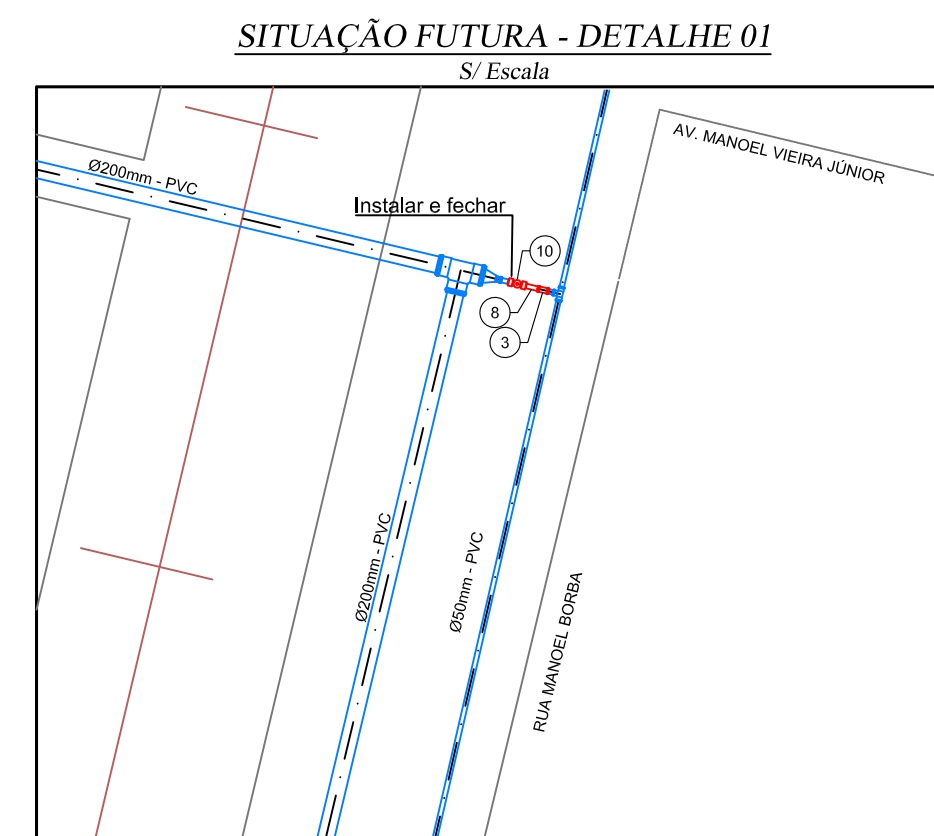 SITUAÇÃO FUTURA - DETALHE 01
S/ Escala
AV. MANOEL VIEIRA JÚNIOR
Ø200mm - PVC
Instalar e fechar
10
8
3
Ø200mm - PVC
Ø50mm - PVC
RUA MANOEL BORBA